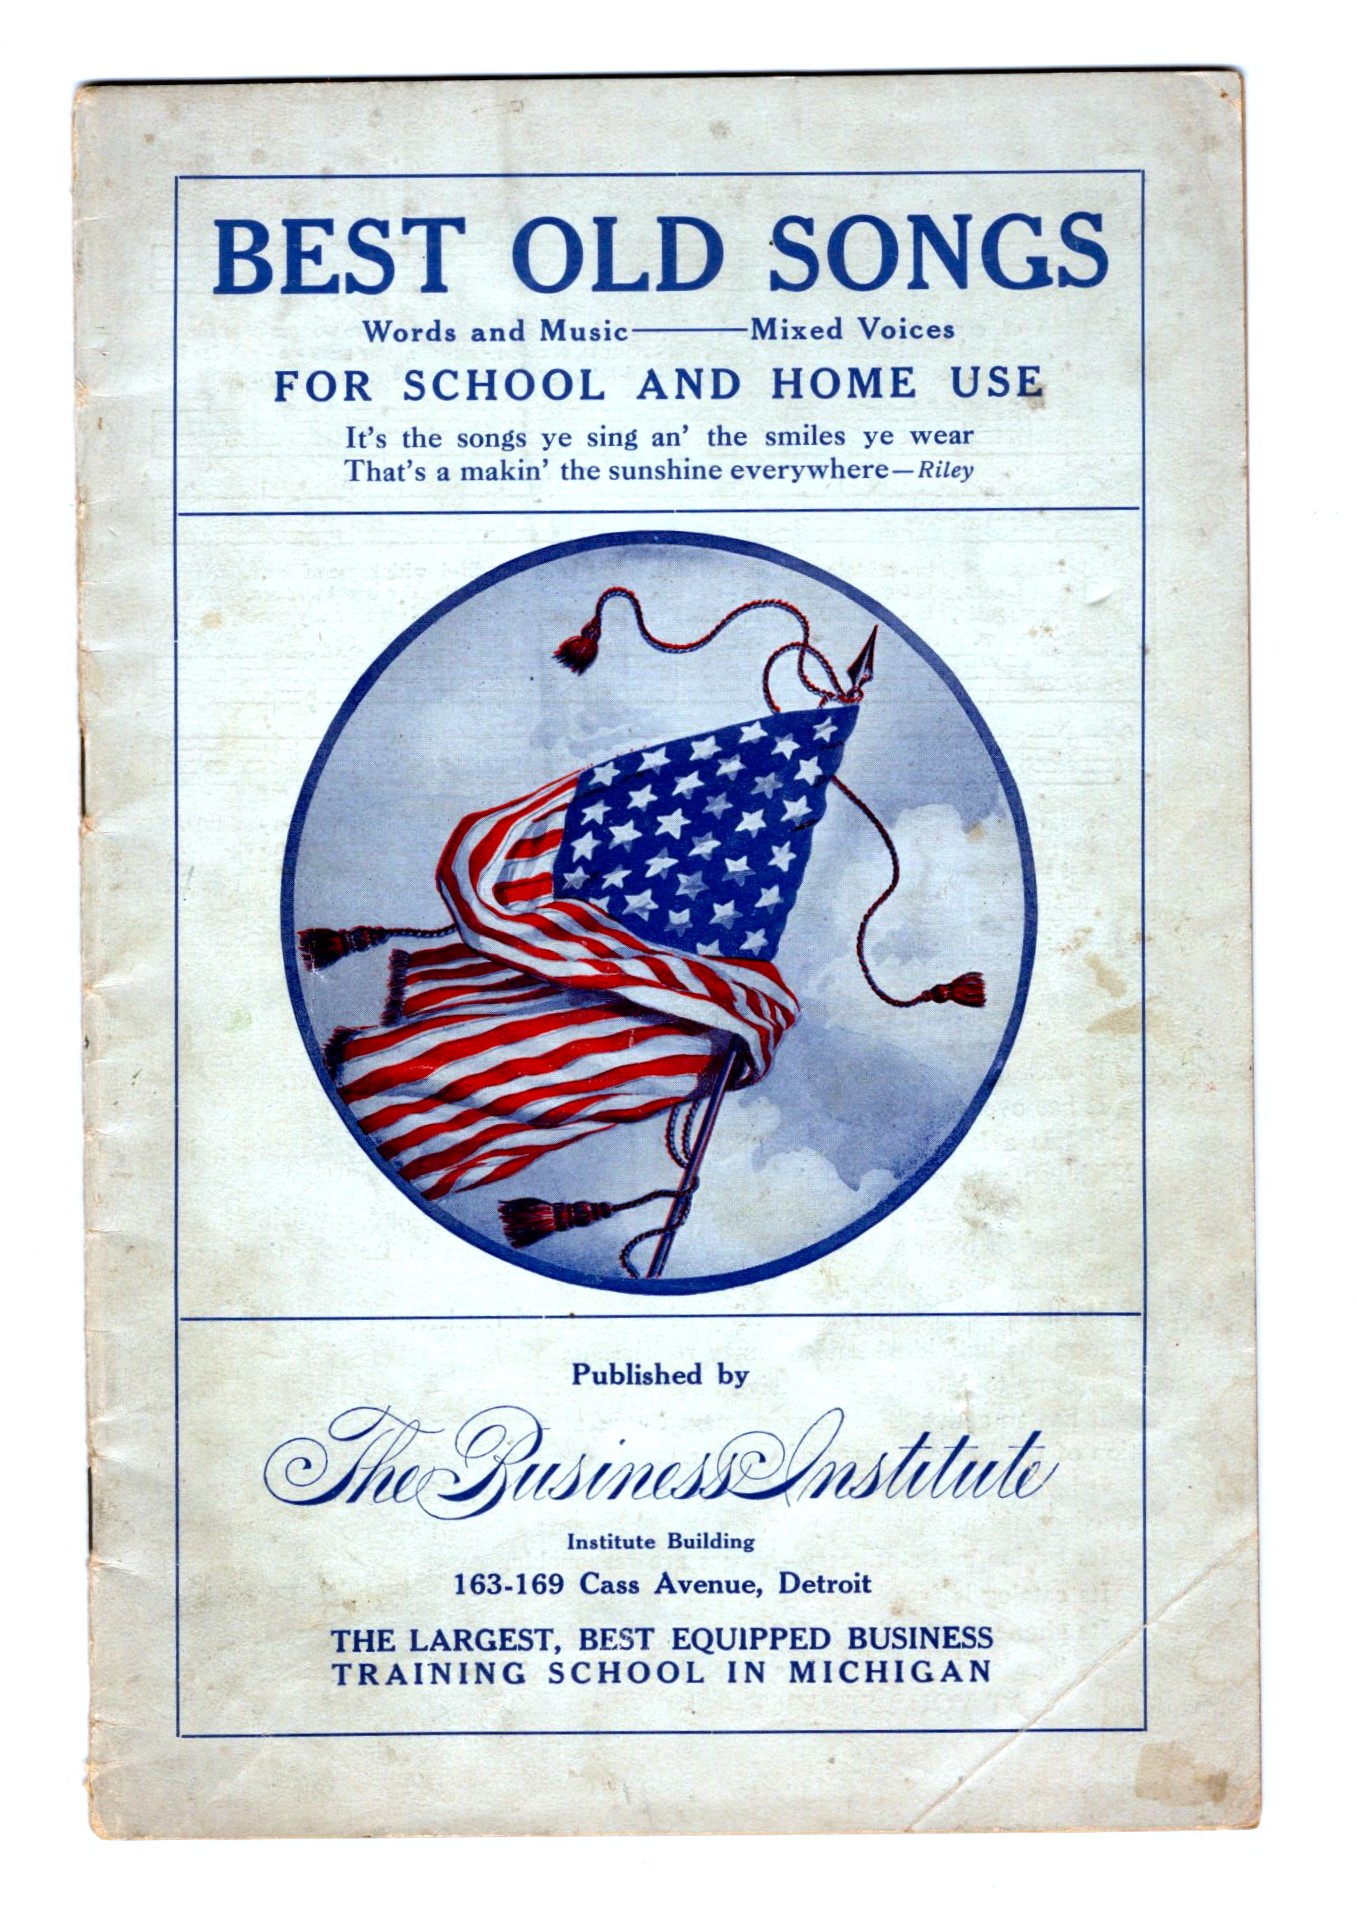 BEST OLD SONGS
Words and Music———Mixed Voices
FOR SCHOOL AND HOME USE
It's the songs ye sing an' the smiles ye wear
That's a makin' the sunshine everywhere—Riley
Published by
The Business Institute
Institute Building
163-169 Cass Avenue, Detroit
THE LARGEST, BEST EQUIPPED BUSINESS
TRAINING SCHOOL IN MICHIGAN